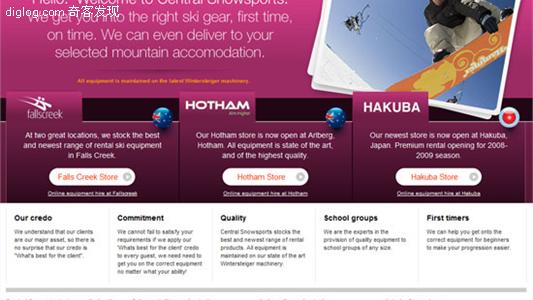 Hello. Welcome to Central Snowsports.
diglog.com 奇客发现
We get you into the right ski gear, first time,
on time. We can even deliver to your
selected mountain accomodation.
All equipment is maintained on the latest Wintersteiger machinery.
fallscreek
HOTHAM
HAKUBA
At two great locations, we stock the best
and newest range of rental ski equipment
in Falls Creek.
Our Hotham store is now open at Arlberg,
Hotham. All equipment is state of the art,
and of the highest quality.
Our newest store is now open at Hakuba,
Japan. Premium rental opening for 2008-
2009 season.
Falls Creek Store
Hotham Store
Hakuba Store
Online equipment hire at Fallscreek
Online equipment hire at Hotham
Online equipment hire at Hakuba
Our credo
We understand that our clients
are our major asset, so there is
no surprise that our credo is
"What's best for the client".
Commitment
We cannot fail to satisfy your
requirements if we apply our
'Whats best for the client' credo
to every guest, we need need to
get you on the correct equipment
no matter what your ability!
Quality
Central Snowsports stocks the
best and newest range of rental
products. All equipment is
maintained on our state of the art
Wintersteiger machinery.
School groups
We are the experts in the
provision of quality equipment to
school groups of any size.
First timers
We can help you get onto the
correct equipment for beginners
to make your progression easier.